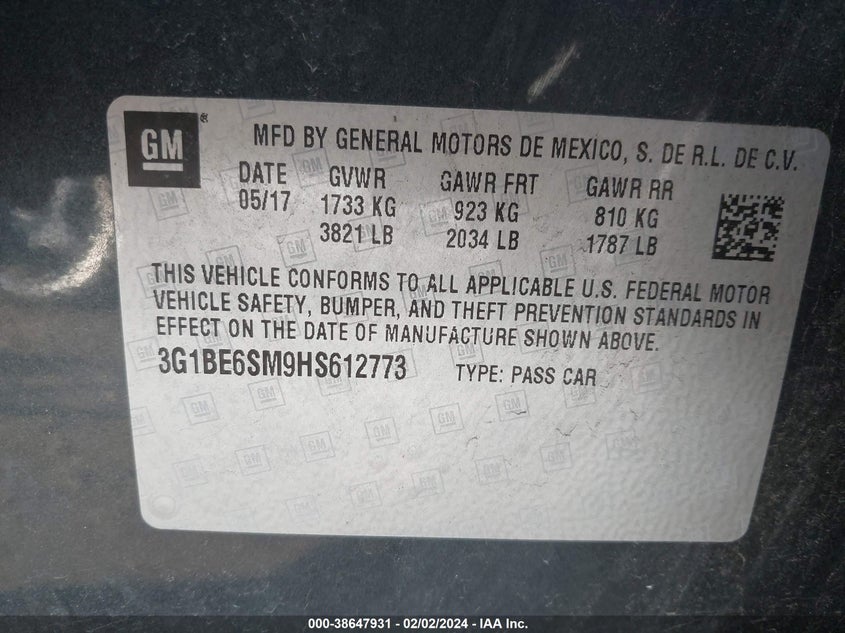 GM ®
MFD BY GENERAL MOTORS DE MEXICO, S. DE R.L. DE C.V.
DATE GVWR GAWR FRT GAWR RR
05/17 1733 KG 923 KG 810 KG
3821 LB 2034 LB 1787 LB
THIS VEHICLE CONFORMS TO ALL APPLICABLE U.S. FEDERAL MOTOR
VEHICLE SAFETY, BUMPER, AND THEFT PREVENTION STANDARDS IN
EFFECT ON THE DATE OF MANUFACTURE SHOWN ABOVE.
3G1BE6SM9HS612773 TYPE: PASS CAR
000-38647931 - 02/02/2024 - IAA Inc.